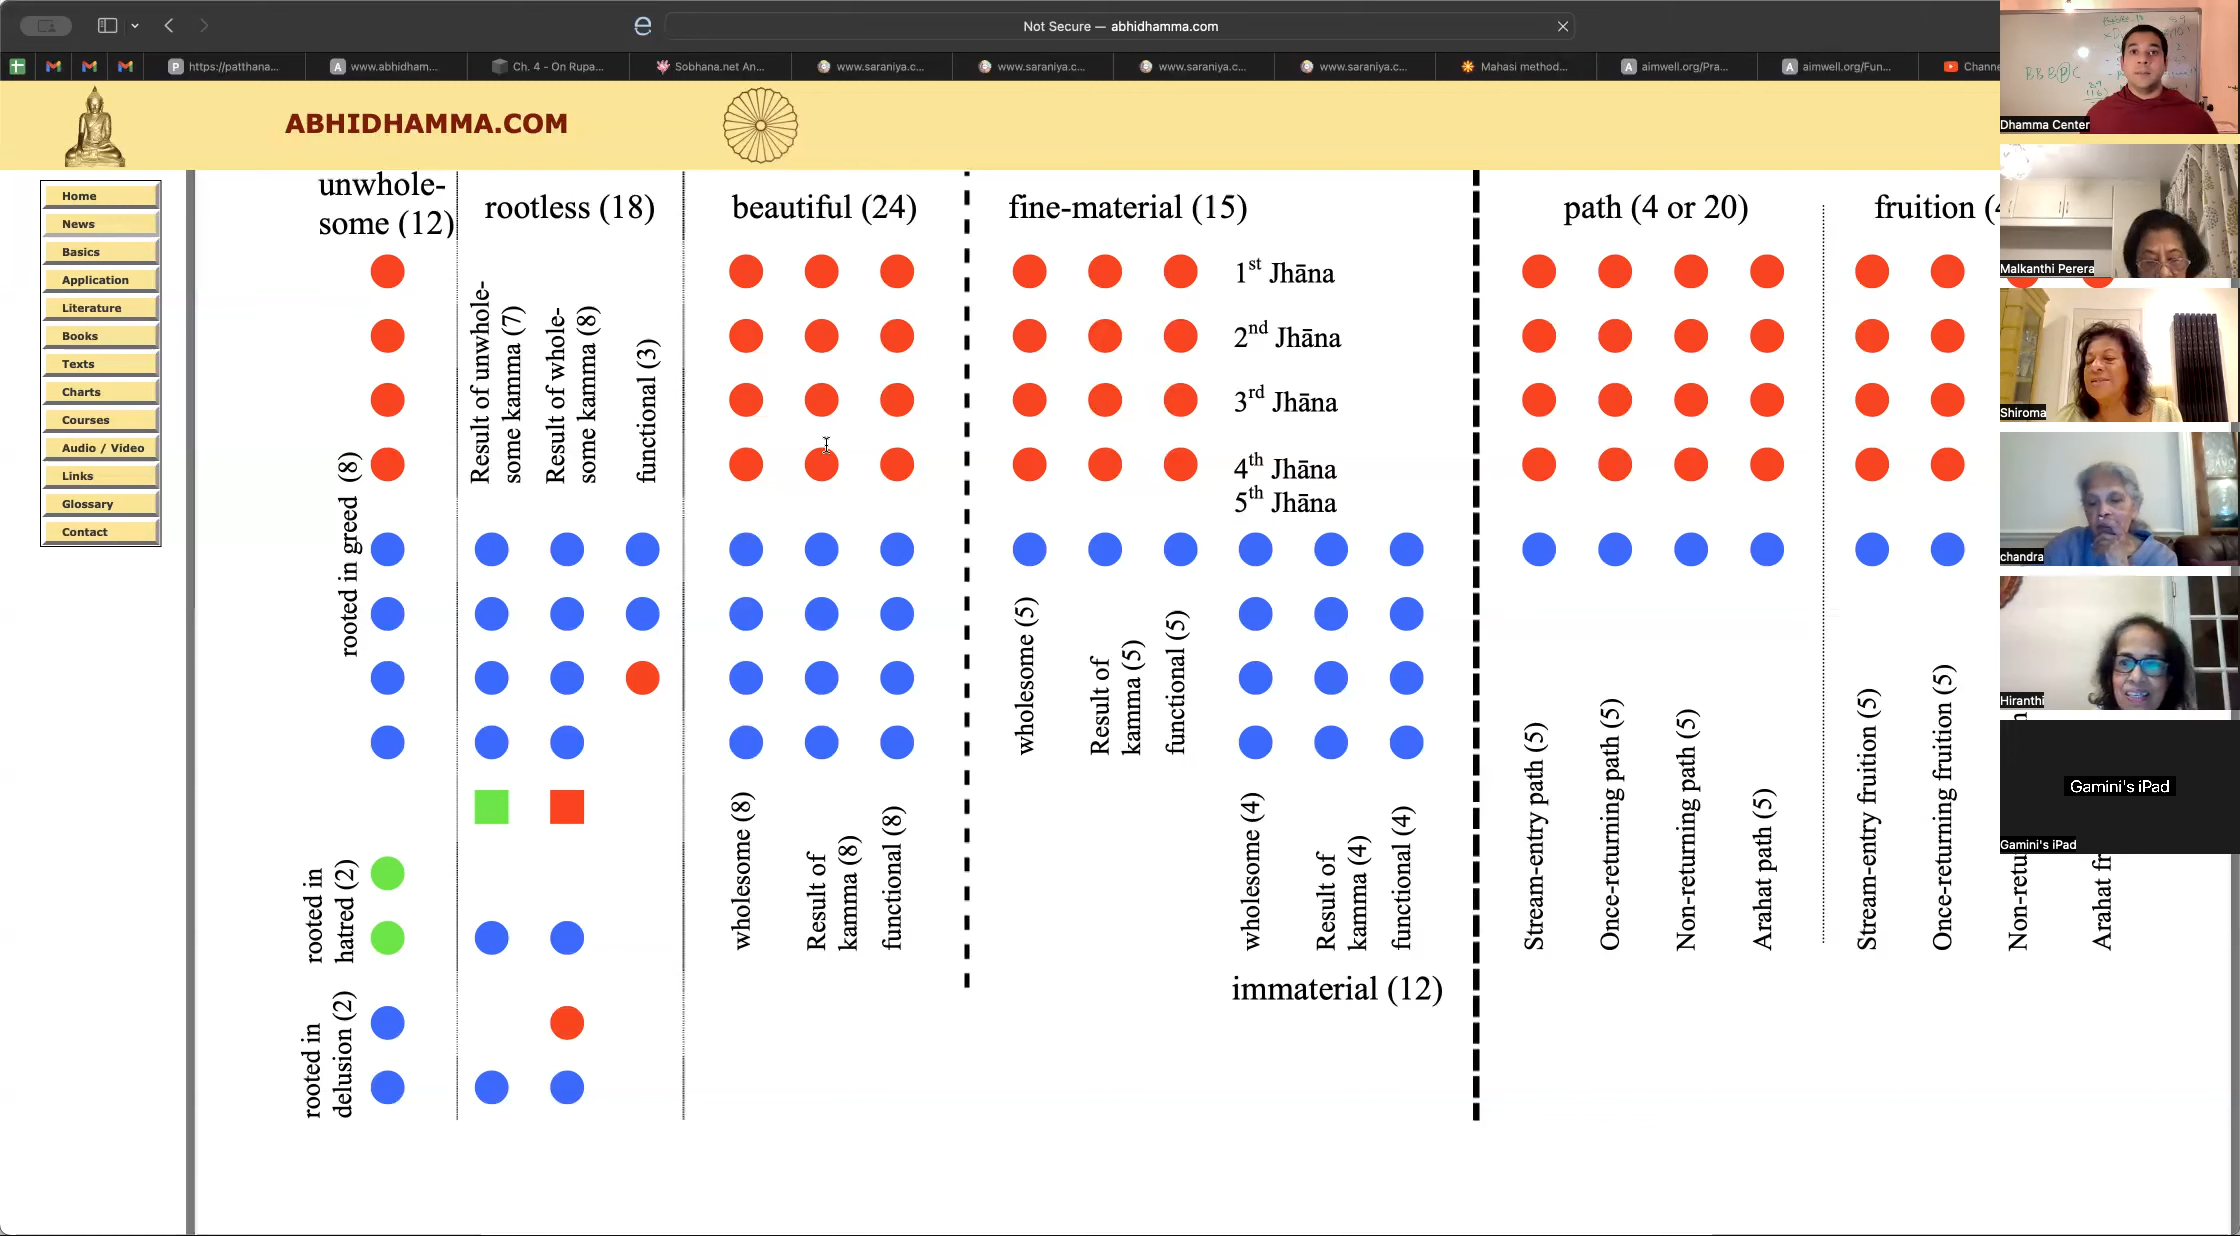 Not Secure — abhidhamma.com
https://patthana...
www.abhidham...
Ch. 4 - On Rupa...
Sobhana.net An...
www.saraniya.c...
www.saraniya.c...
www.saraniya.c...
www.saraniya.c...
Mahasi method...
aimwell.org/Pra...
aimwell.org/Fun...
Channe
ABHIDHAMMA.COM
Home
News
Basics
Application
Literature
Books
Texts
Charts
Courses
Audio / Video
Links
Glossary
Contact
unwhole-
some (12)
rootless (18)
beautiful (24)
fine-material (15)
path (4 or 20)
fruition (4
rooted in greed (8)
rooted in
hatred (2)
rooted in
delusion (2)
Result of unwhole-
some kamma (7)
Result of whole-
some kamma (8)
functional (3)
wholesome (8)
Result of
kamma (8)
functional (8)
1st Jhāna
2nd Jhāna
3rd Jhāna
4th Jhāna
5th Jhāna
wholesome (5)
Result of
kamma (5)
functional (5)
wholesome (4)
Result of
kamma (4)
functional (4)
immaterial (12)
Stream-entry path (5)
Once-returning path (5)
Non-returning path (5)
Arahat path (5)
Stream-entry fruition (5)
Once-returning fruition (5)
Non-retu
Arahat fr
Dhamma Center
Malkanthi Perera
Shiroma
chandra
Hiranthi
Gamini's iPad
Gamini's iPad